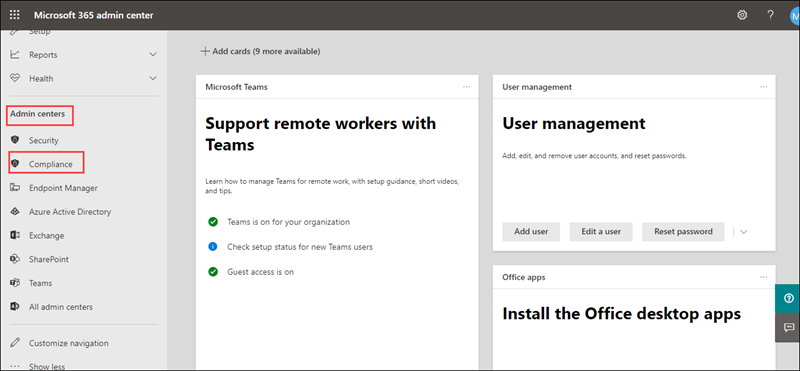 Microsoft 365 admin center
?
M
Setup
Reports
Health
Admin centers
Security
Compliance
Endpoint Manager
Azure Active Directory
Exchange
SharePoint
Teams
All admin centers
Customize navigation
Show less
Add cards (9 more available)
Microsoft Teams
Support remote workers with
Teams
Learn how to manage Teams for remote work, with setup guidance, short videos,
and tips.
Teams is on for your organization
Check setup status for new Teams users
Guest access is on
User management
User management
Add, edit, and remove user accounts, and reset passwords.
Add user
Edit a user
Reset password
Office apps
Install the Office desktop apps